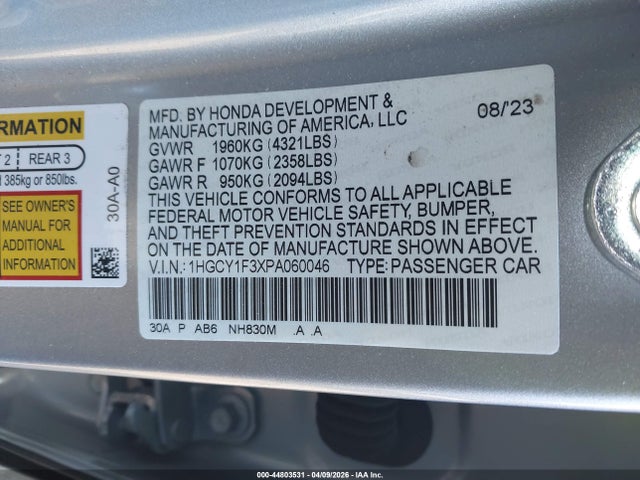 ORMATION
T 2 REAR 3
d 385kg or 850lbs.
SEE OWNER'S
MANUAL FOR
ADDITIONAL
INFORMATION
30A-A0
MFD. BY HONDA DEVELOPMENT & 08/23
MANUFACTURING OF AMERICA, LLC
GVWR 1960KG (4321LBS)
GAWR F 1070KG (2358LBS)
GAWR R 950KG (2094LBS)
THIS VEHICLE CONFORMS TO ALL APPLICABLE
FEDERAL MOTOR VEHICLE SAFETY, BUMPER,
AND THEFT PREVENTION STANDARDS IN EFFECT
ON THE DATE OF MANUFACTURE SHOWN ABOVE.
V.I.N.: 1HGCY1F3XPA060046 TYPE: PASSENGER CAR
30A P AB6 NH830M .A .A
000-44803531 - 04/09/2026 - IAA Inc.